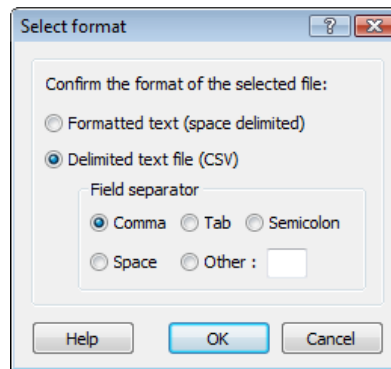 Select format
?
Confirm the format of the selected file:
Formatted text (space delimited)
Delimited text file (CSV)
Field separator
Comma Tab Semicolon
Space Other :
Help OK Cancel